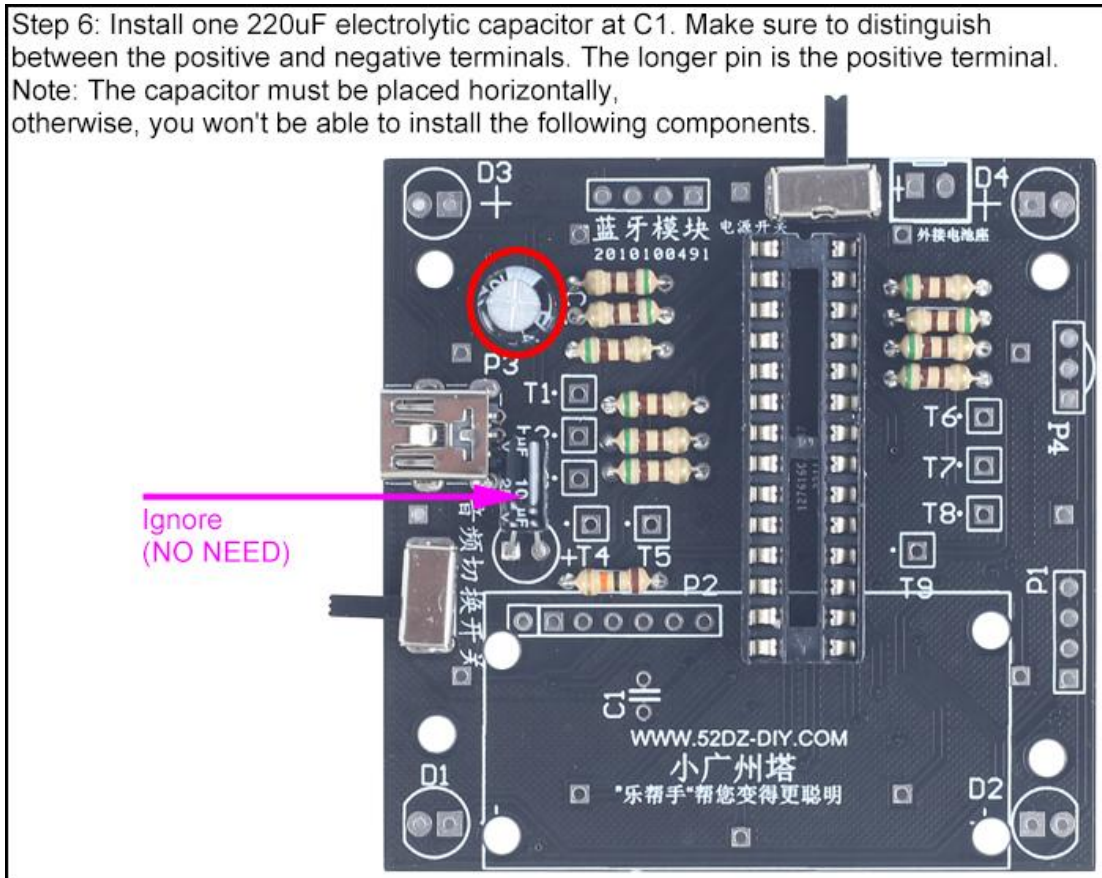 Step 6: Install one 220uF electrolytic capacitor at C1. Make sure to distinguish
between the positive and negative terminals. The longer pin is the positive terminal.
Note: The capacitor must be placed horizontally,
otherwise, you won't be able to install the following components.
D3
D4
蓝牙模块
电源开关
外接电池座
2010100491
P3
T1
T6
P4
T7
10uF
Ignore
(NO NEED)
T8
音频切换开关
T4
T5
T9
P2
P1
C1
WWW.52DZ-DIY.COM
小广州塔
"乐帮手"帮您变得更聪明
D1
D2